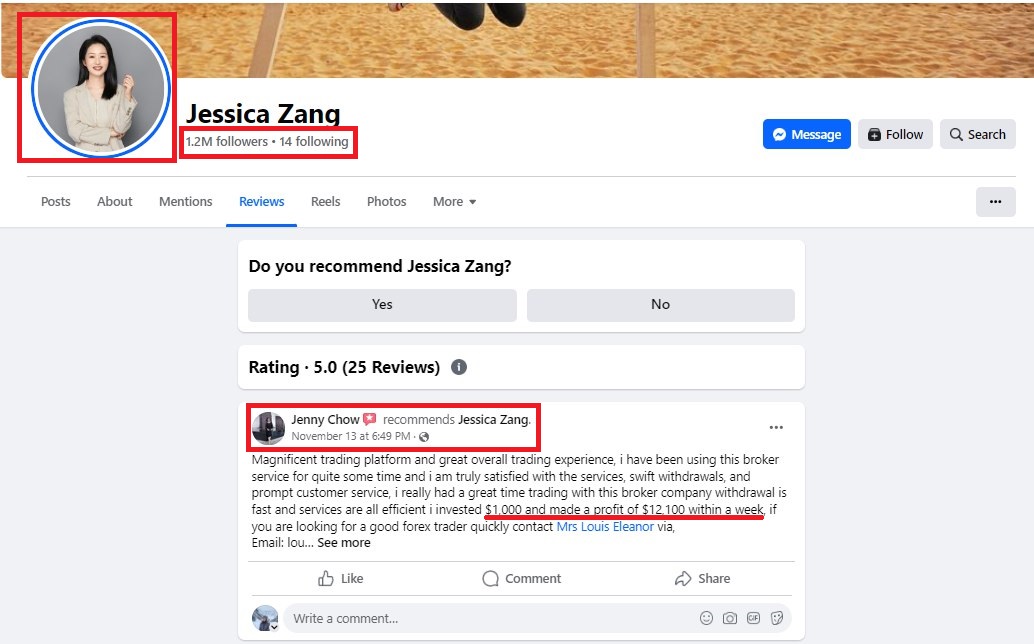 Jessica Zang
1.2M followers • 14 following
Message
Follow
Search
Posts
About
Mentions
Reviews
Reels
Photos
More
Do you recommend Jessica Zang?
Yes
No
Rating · 5.0 (25 Reviews)
Jenny Chow recommends Jessica Zang.
November 13 at 6:49 PM ·
Magnificent trading platform and great overall trading experience, i have been using this broker
service for quite some time and i am truly satisfied with the services, swift withdrawals, and
prompt customer service, i really had a great time trading with this broker company withdrawal is
fast and services are all efficient i invested $1,000 and made a profit of $12,100 within a week, if
you are looking for a good forex trader quickly contact Mrs Louis Eleanor via,
Email: lou... See more
Like
Comment
Share
Write a comment...
GIF